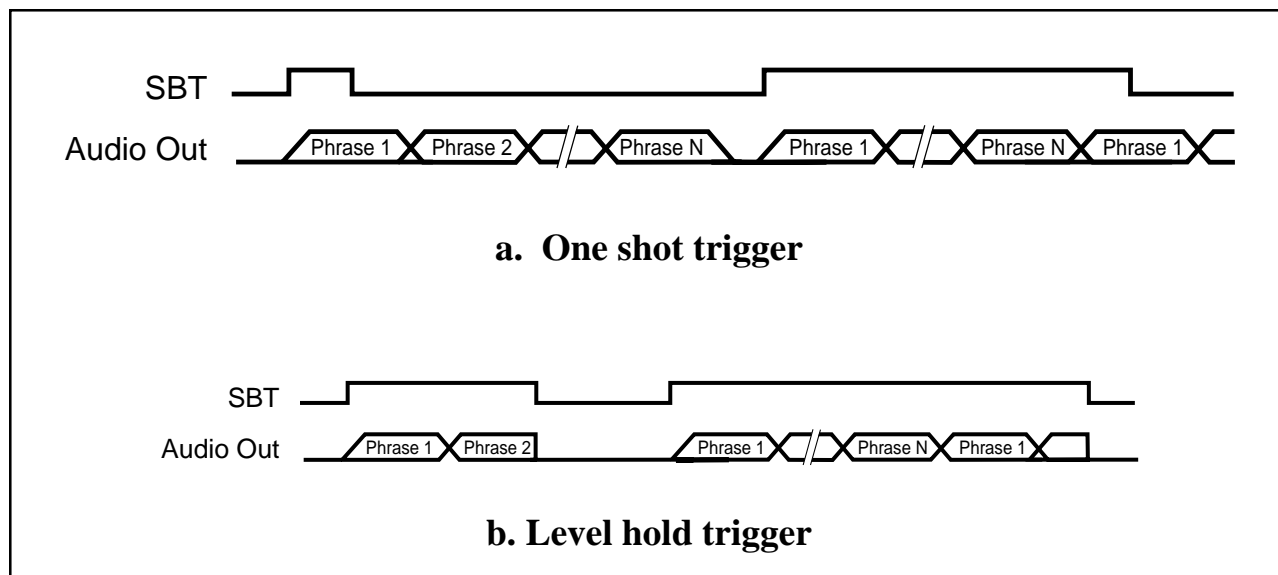 SBT
Audio Out Phrase 1 Phrase 2 Phrase N Phrase 1 Phrase N Phrase 1
a. One shot trigger
SBT
Audio Out Phrase 1 Phrase 2 Phrase 1 Phrase N Phrase 1
b. Level hold trigger